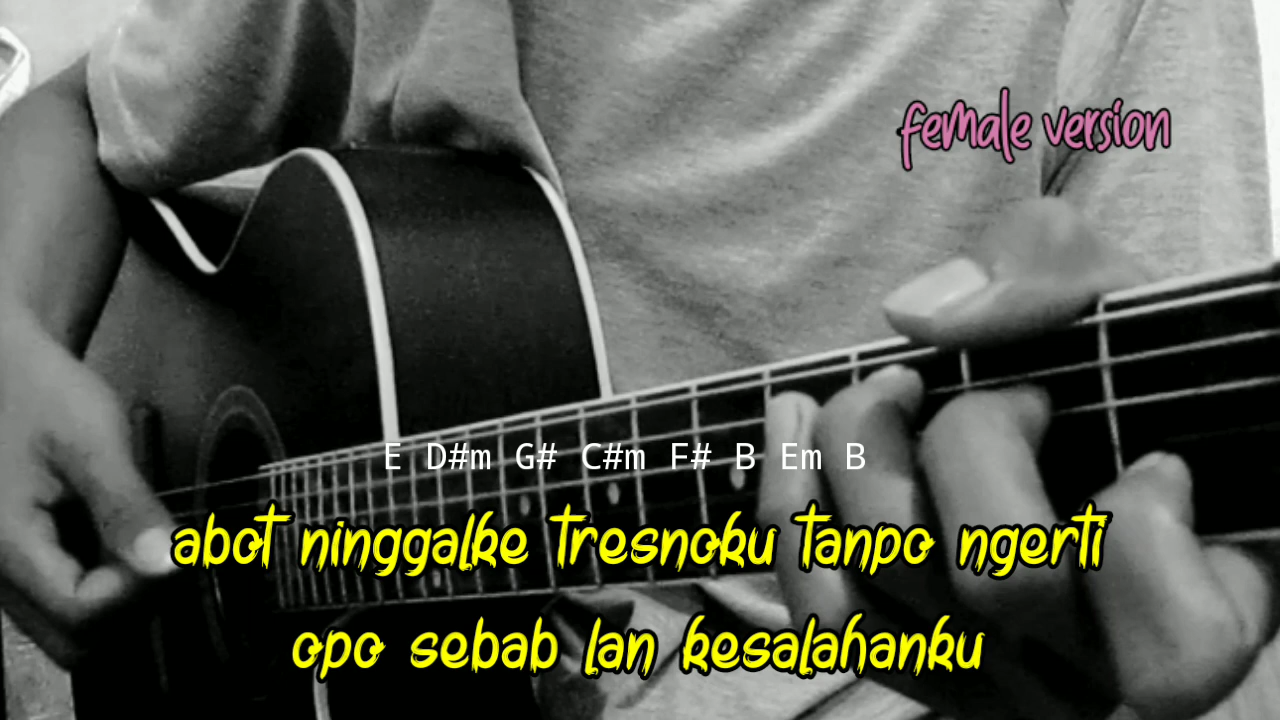 female version
E D#m G# C#m F# B Em B
abot ninggalke tresnoku tanpo ngerti
opo sebab lan kesalahanku